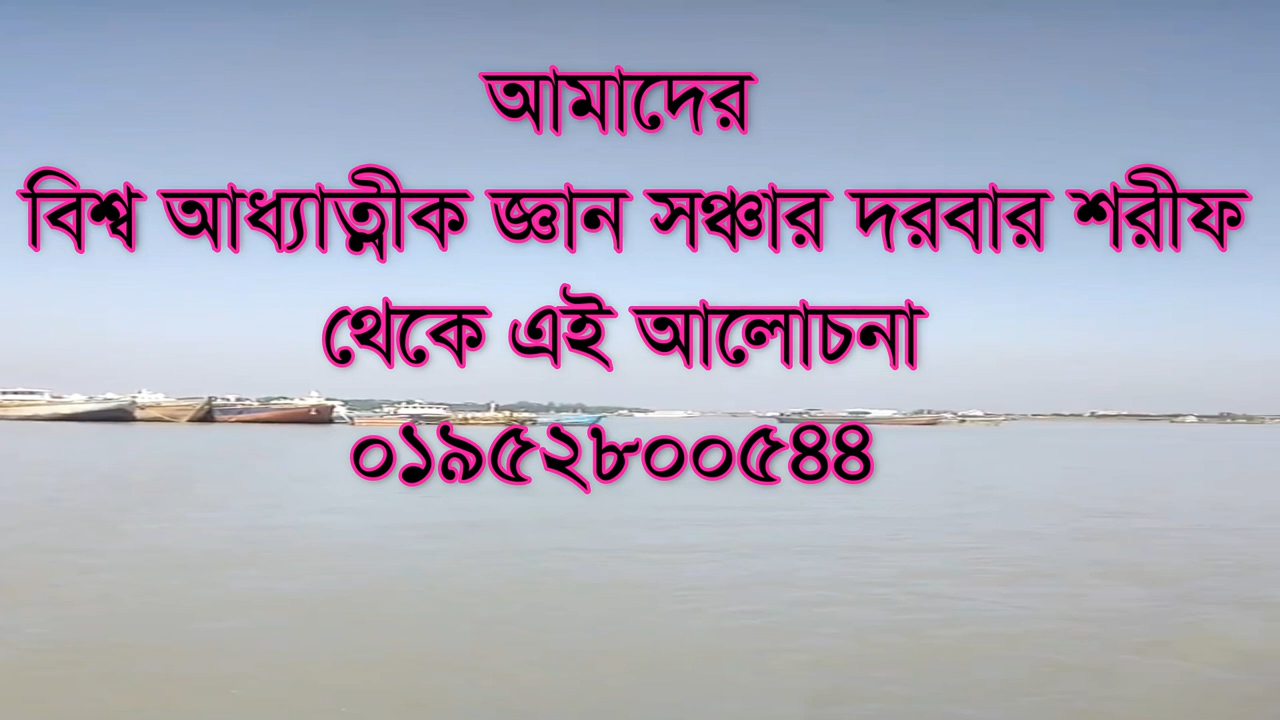 আমাদের
বিশ্ব আধ্যাত্নীক জ্ঞান সঞ্চার দরবার শরীফ
থেকে এই আলোচনা
০১৯৫২৮০০৫৪৪